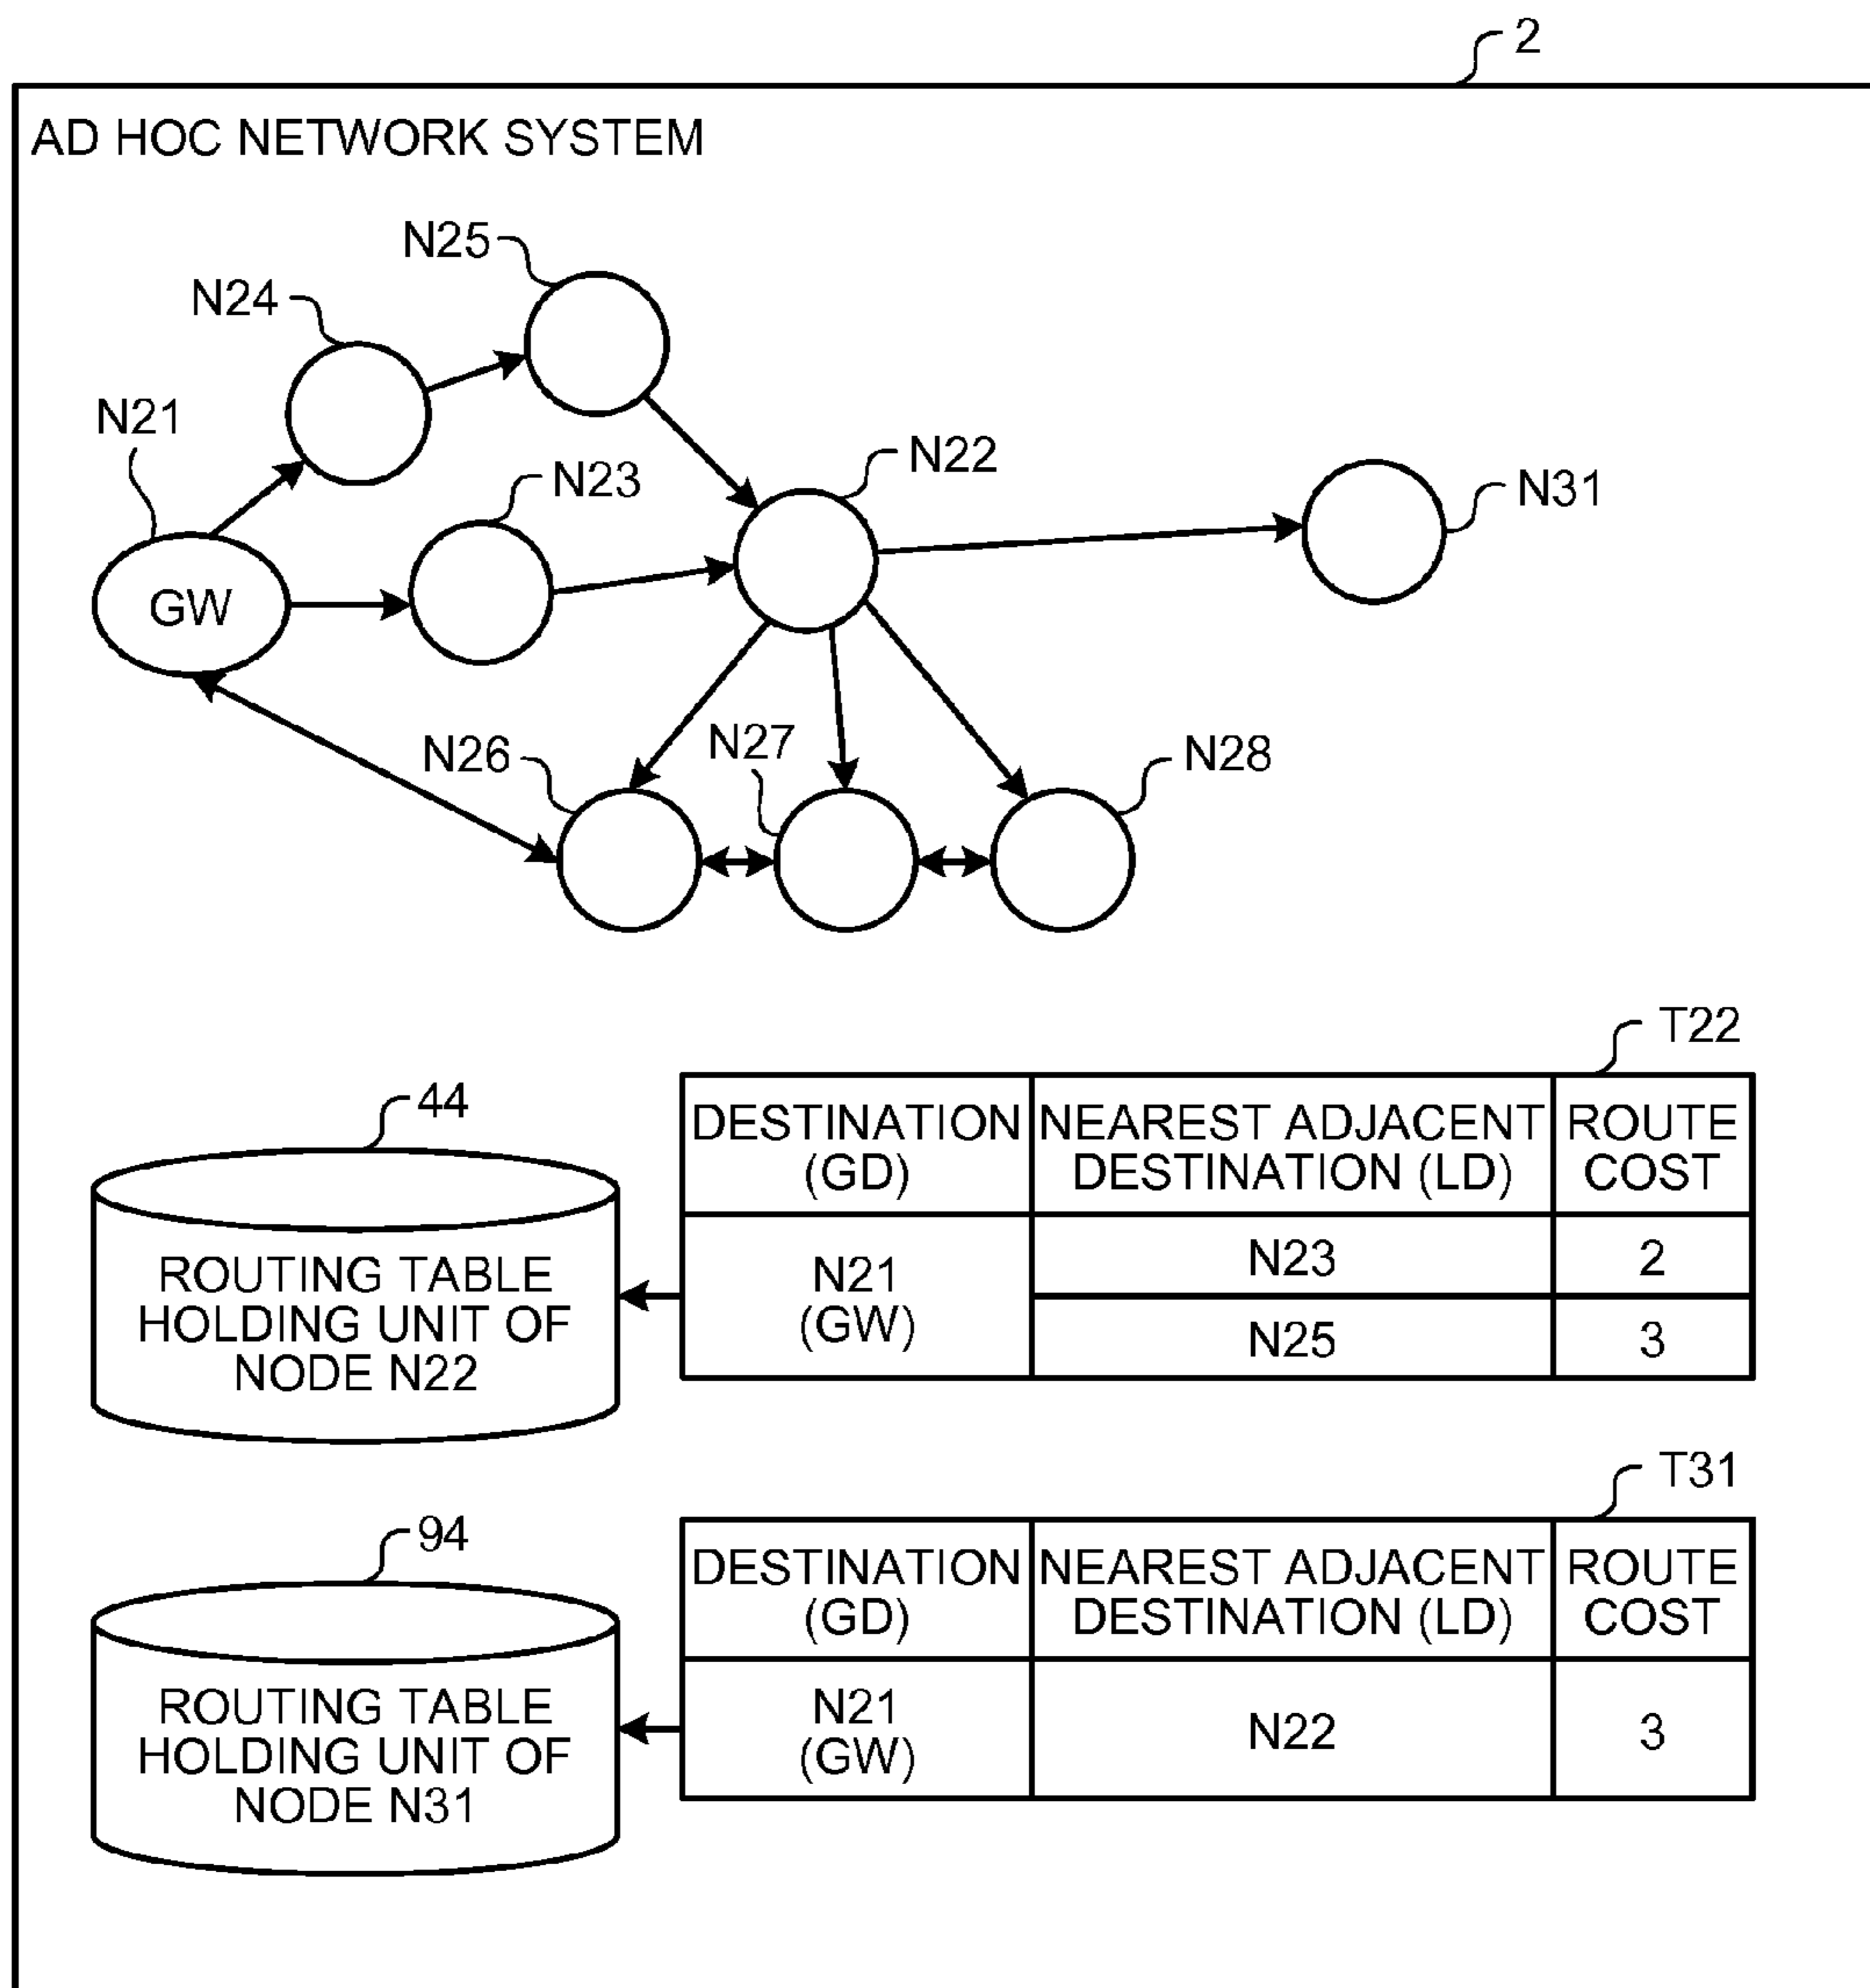 2
AD HOC NETWORK SYSTEM
N25
N24
N21
N23
N22
N31
GW
N26
N27
N28
T22
44
DESTINATION (GD)
NEAREST ADJACENT DESTINATION (LD)
ROUTE COST
N21 (GW)
N23
2
N25
3
ROUTING TABLE
HOLDING UNIT OF
NODE N22
T31
94
DESTINATION (GD)
NEAREST ADJACENT DESTINATION (LD)
ROUTE COST
N21 (GW)
N22
3
ROUTING TABLE
HOLDING UNIT OF
NODE N31